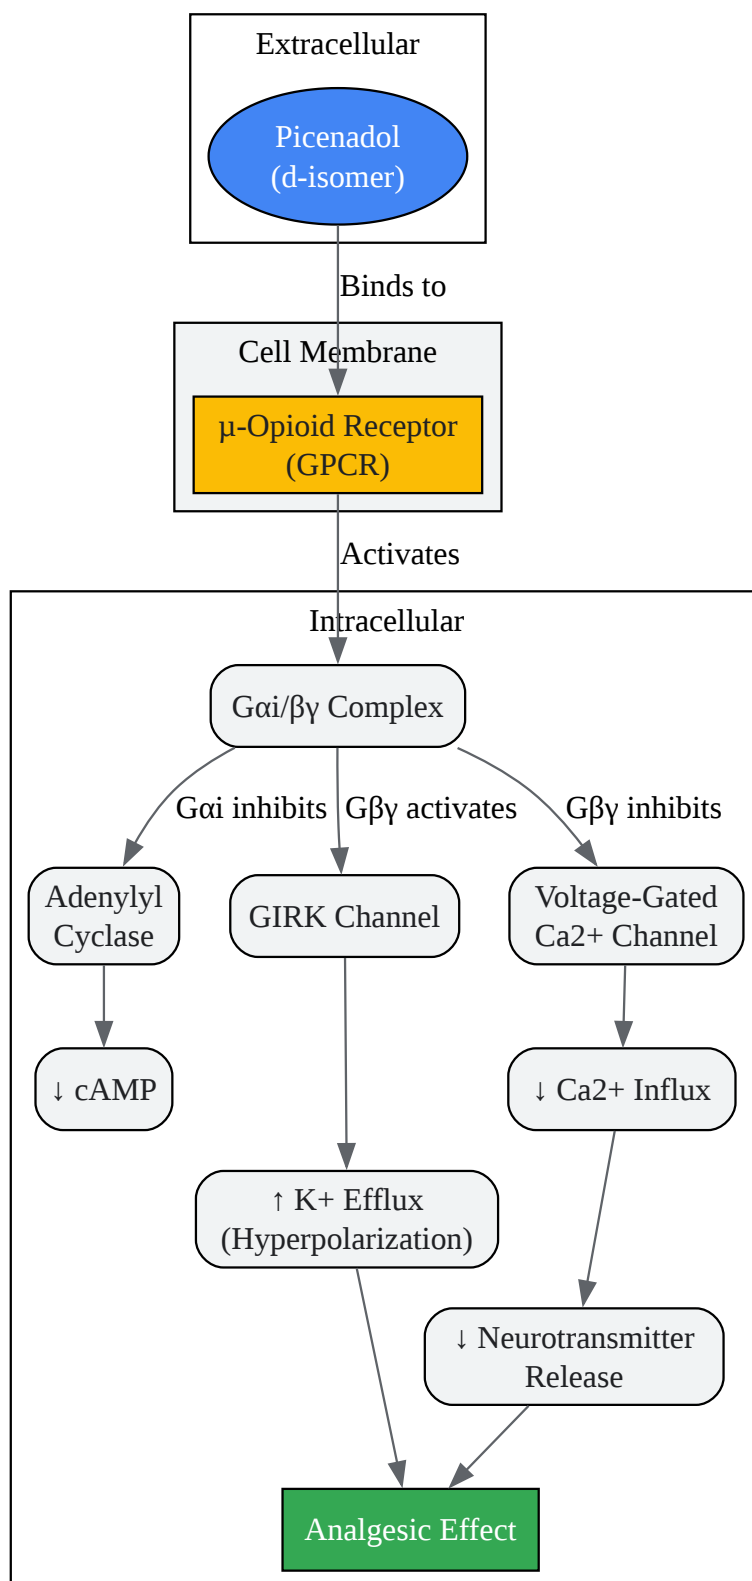 Extracellular
Picenadol
(d-isomer)
Binds to
Cell Membrane
µ-Opioid Receptor
(GPCR)
Activates
Intracellular
Gαi/βγ Complex
Gαi inhibits
Gβγ activates
Gβγ inhibits
Adenylyl
Cyclase
GIRK Channel
Voltage-Gated
Ca2+ Channel
↓ cAMP
↓ Ca2+ Influx
↑ K+ Efflux
(Hyperpolarization)
↓ Neurotransmitter
Release
Analgesic Effect